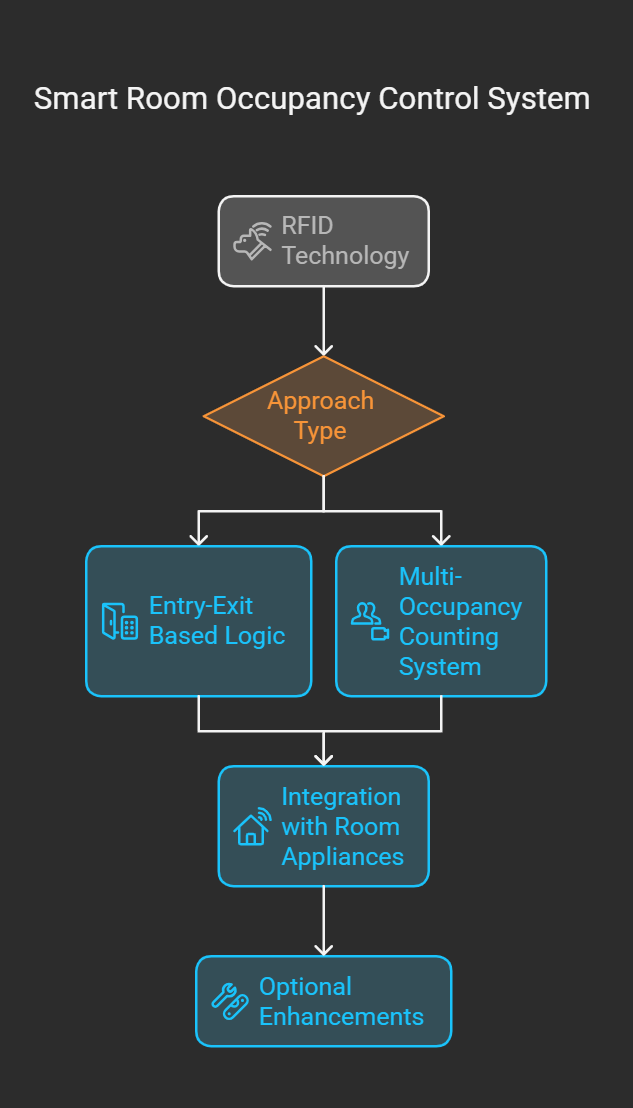 Smart Room Occupancy Control System
RFID
Technology
Approach
Type
Entry-Exit
Based Logic
Multi-
Occupancy
Counting
System
Integration
with Room
Appliances
Optional
Enhancements